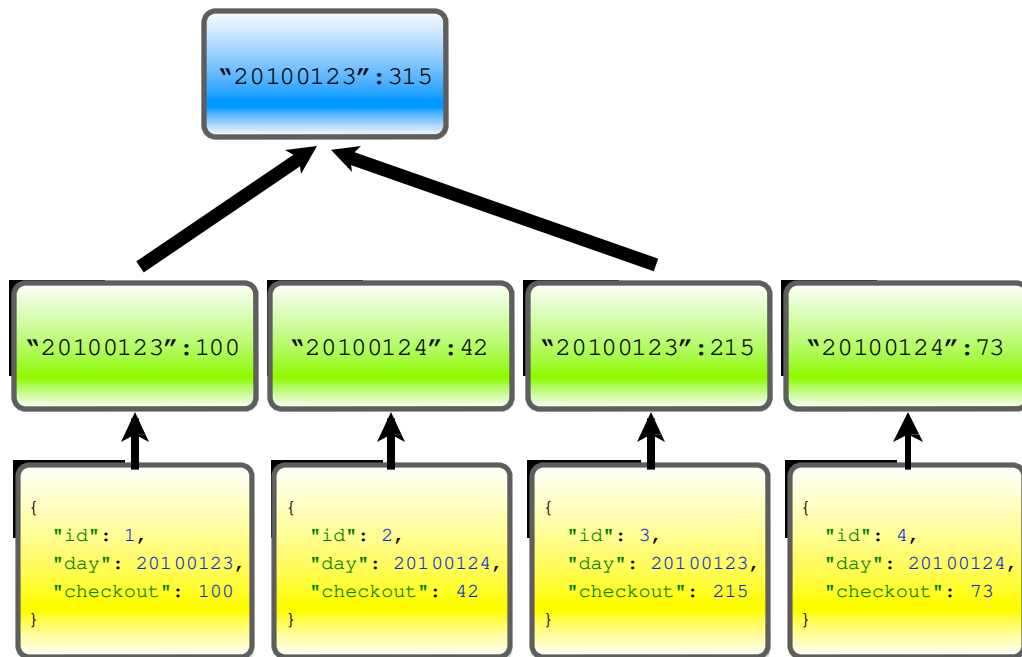 “20100123”:315
“20100123”:100
“20100124”:42
“20100123”:215
“20100124”:73
{
"id": 1,
"day": 20100123,
"checkout": 100
}
{
"id": 2,
"day": 20100124,
"checkout": 42
}
{
"id": 3,
"day": 20100123,
"checkout": 215
}
{
"id": 4,
"day": 20100124,
"checkout": 73
}